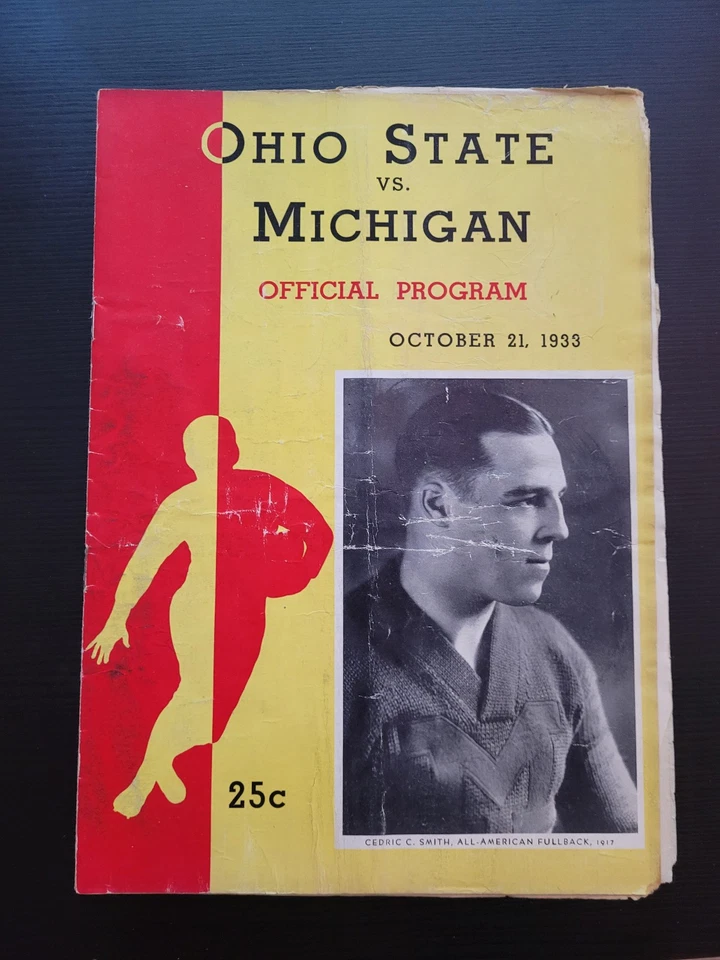 OHIO STATE
VS.
MICHIGAN
OFFICIAL PROGRAM
OCTOBER 21, 1933
M
25c
CEDRIC C. SMITH, ALL-AMERICAN FULLBACK, 1917